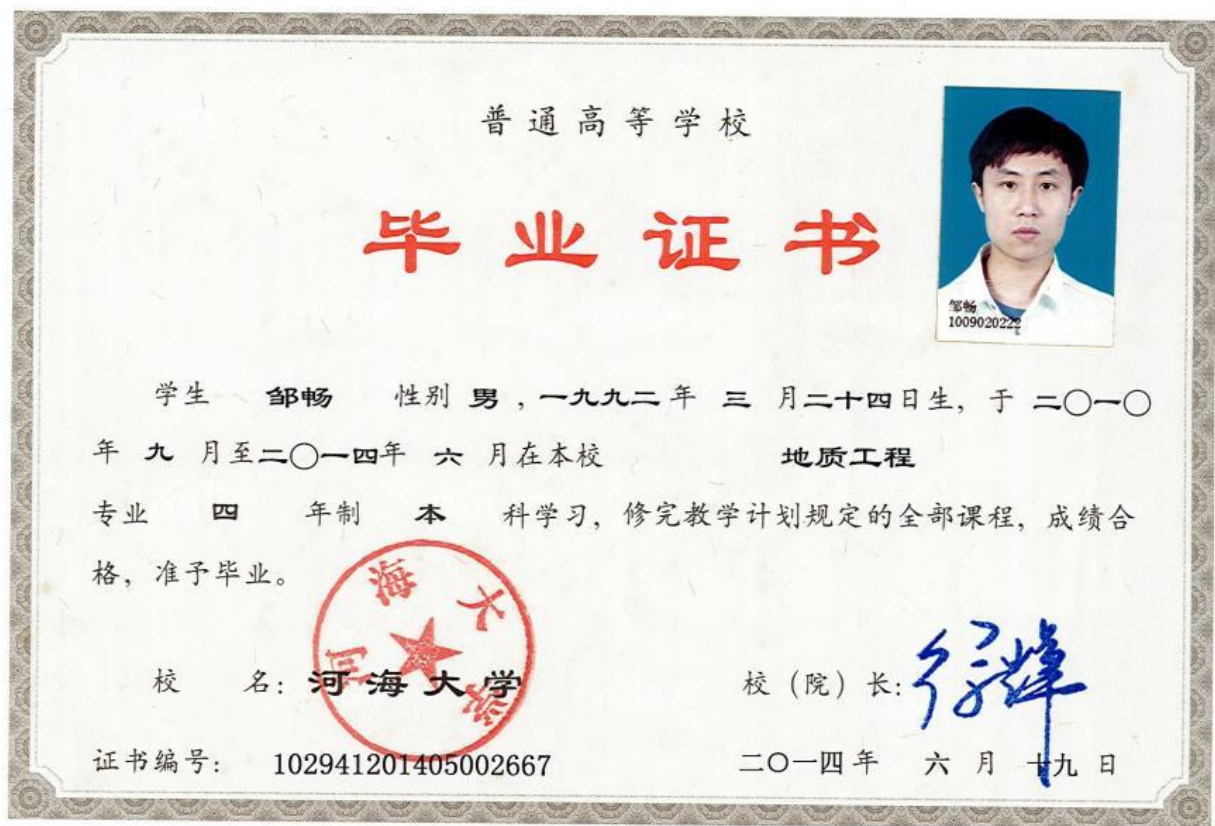 普通高等学校
毕业证书
邹畅
1009020222
学生 邹畅 性别 男，一九九二年 三 月二十四日生，于 二〇一〇
年 九 月至二〇一四年 六 月在本校 地质工程
专业 四 年制 本 科学习，修完教学计划规定的全部课程，成绩合
格，准予毕业。
河海大学
校 名：河海大学 校（院）长：
证书编号： 102941201405002667 二〇一四年 六 月 十九 日